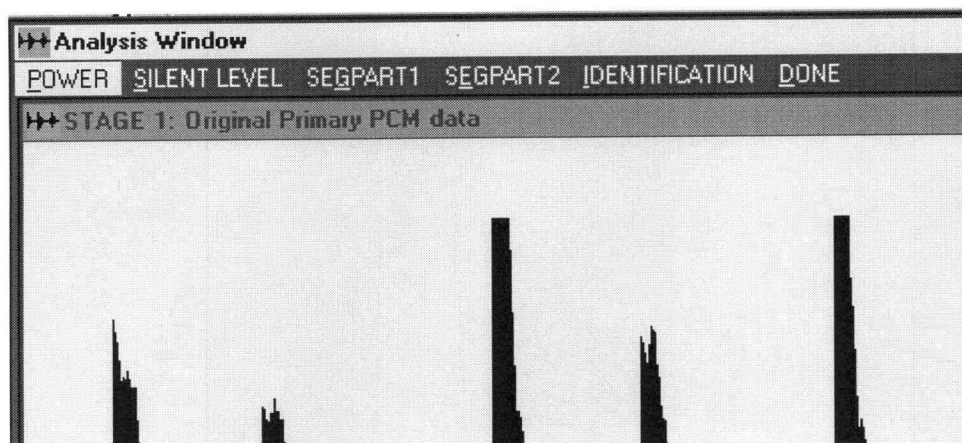 Analysis Window
POWER SILENT LEVEL SEGPART1 SEGPART2 IDENTIFICATION DONE
STAGE 1: Original Primary PCM data